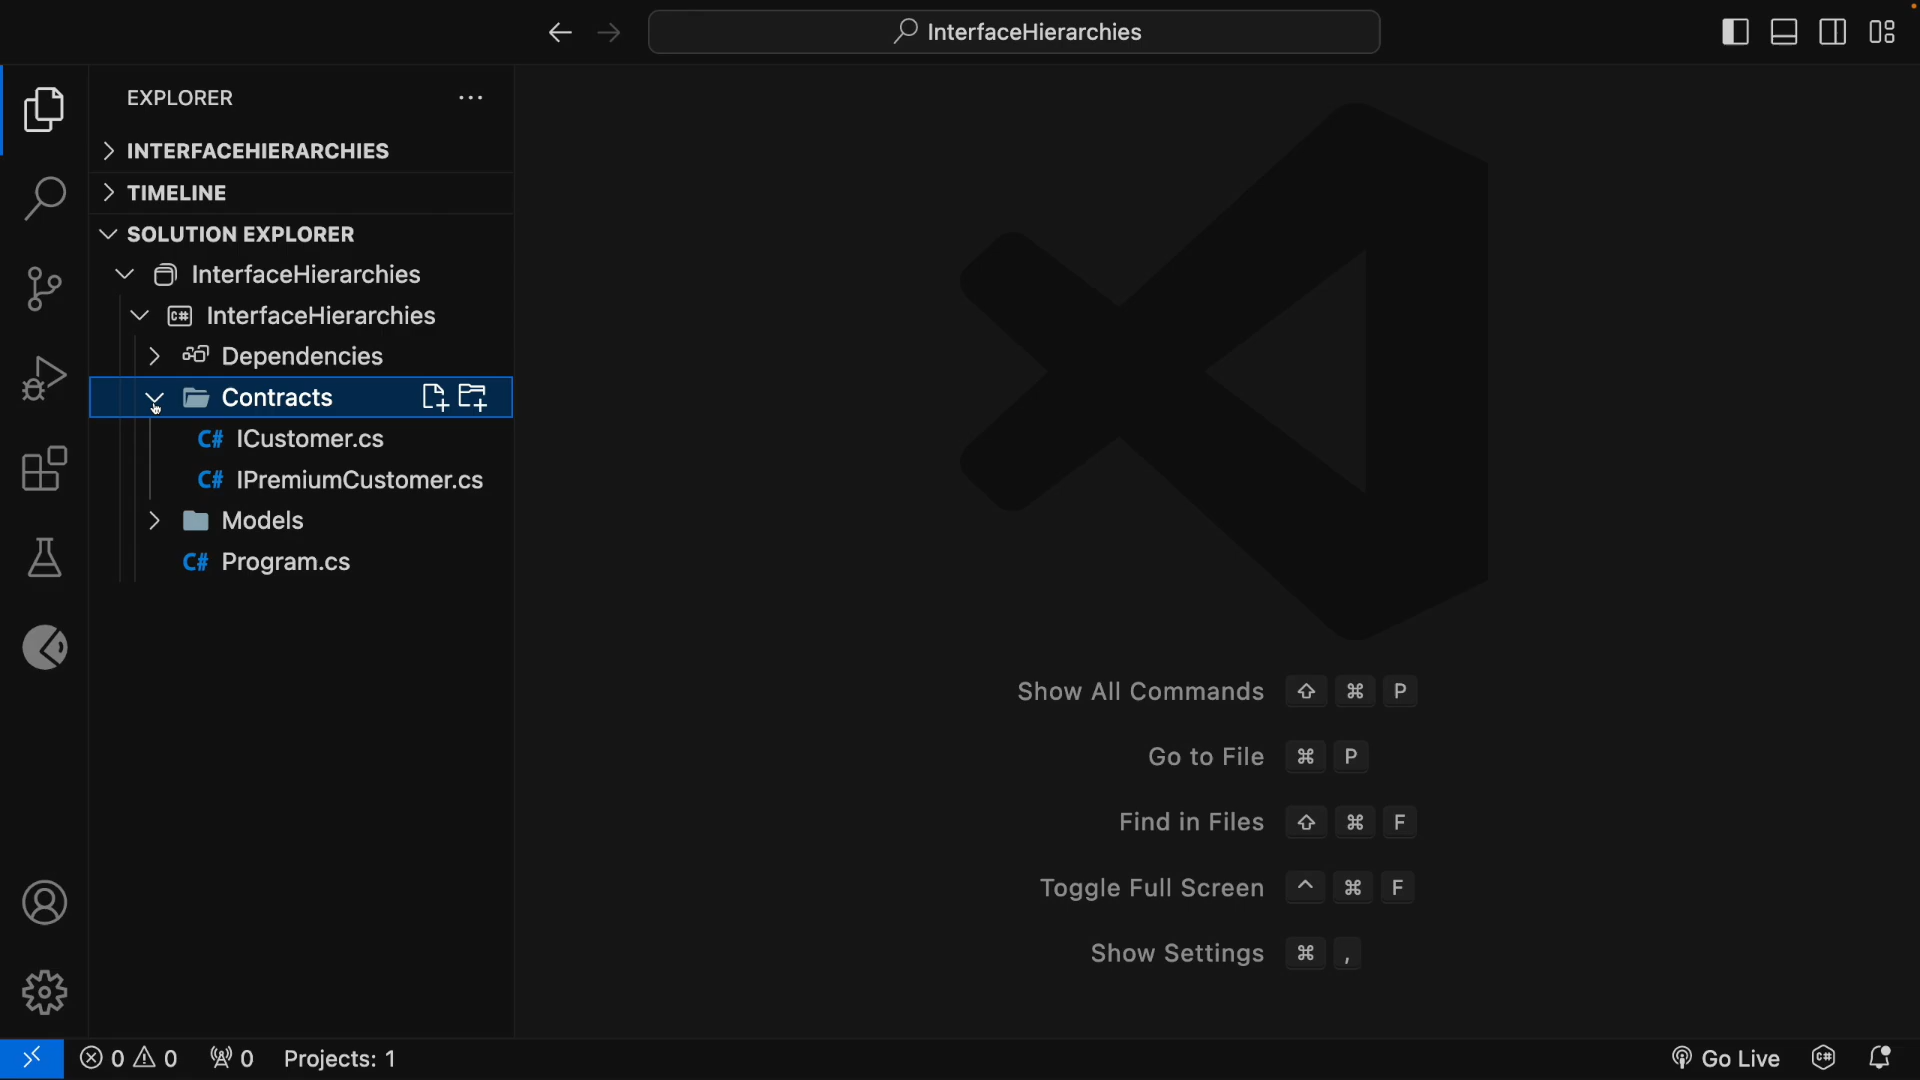 InterfaceHierarchies
EXPLORER
INTERFACEHIERARCHIES
TIMELINE
SOLUTION EXPLORER
InterfaceHierarchies
C# InterfaceHierarchies
Dependencies
Contracts
C# ICustomer.cs
C# IPremiumCustomer.cs
Models
C# Program.cs
Show All Commands ⇧ ⌘ P
Go to File ⌘ P
Find in Files ⇧ ⌘ F
Toggle Full Screen ^ ⌘ F
Show Settings ⌘ ,
0 0 0 Projects: 1 Go Live C#